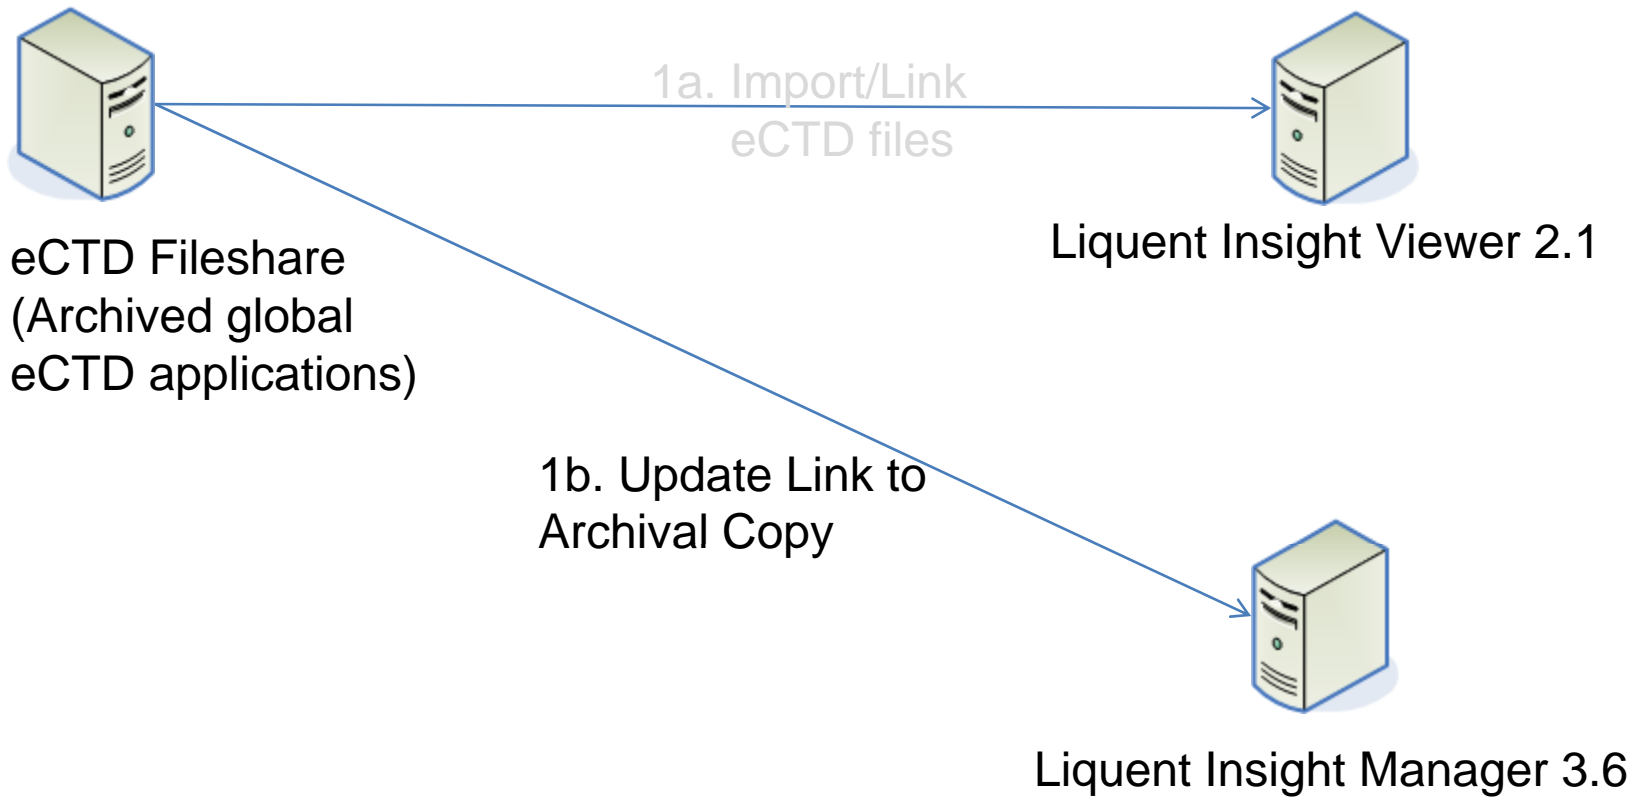 1a. Import/Link
eCTD files
Liquent Insight Viewer 2.1
eCTD Fileshare
(Archived global
eCTD applications)
1b. Update Link to
Archival Copy
Liquent Insight Manager 3.6